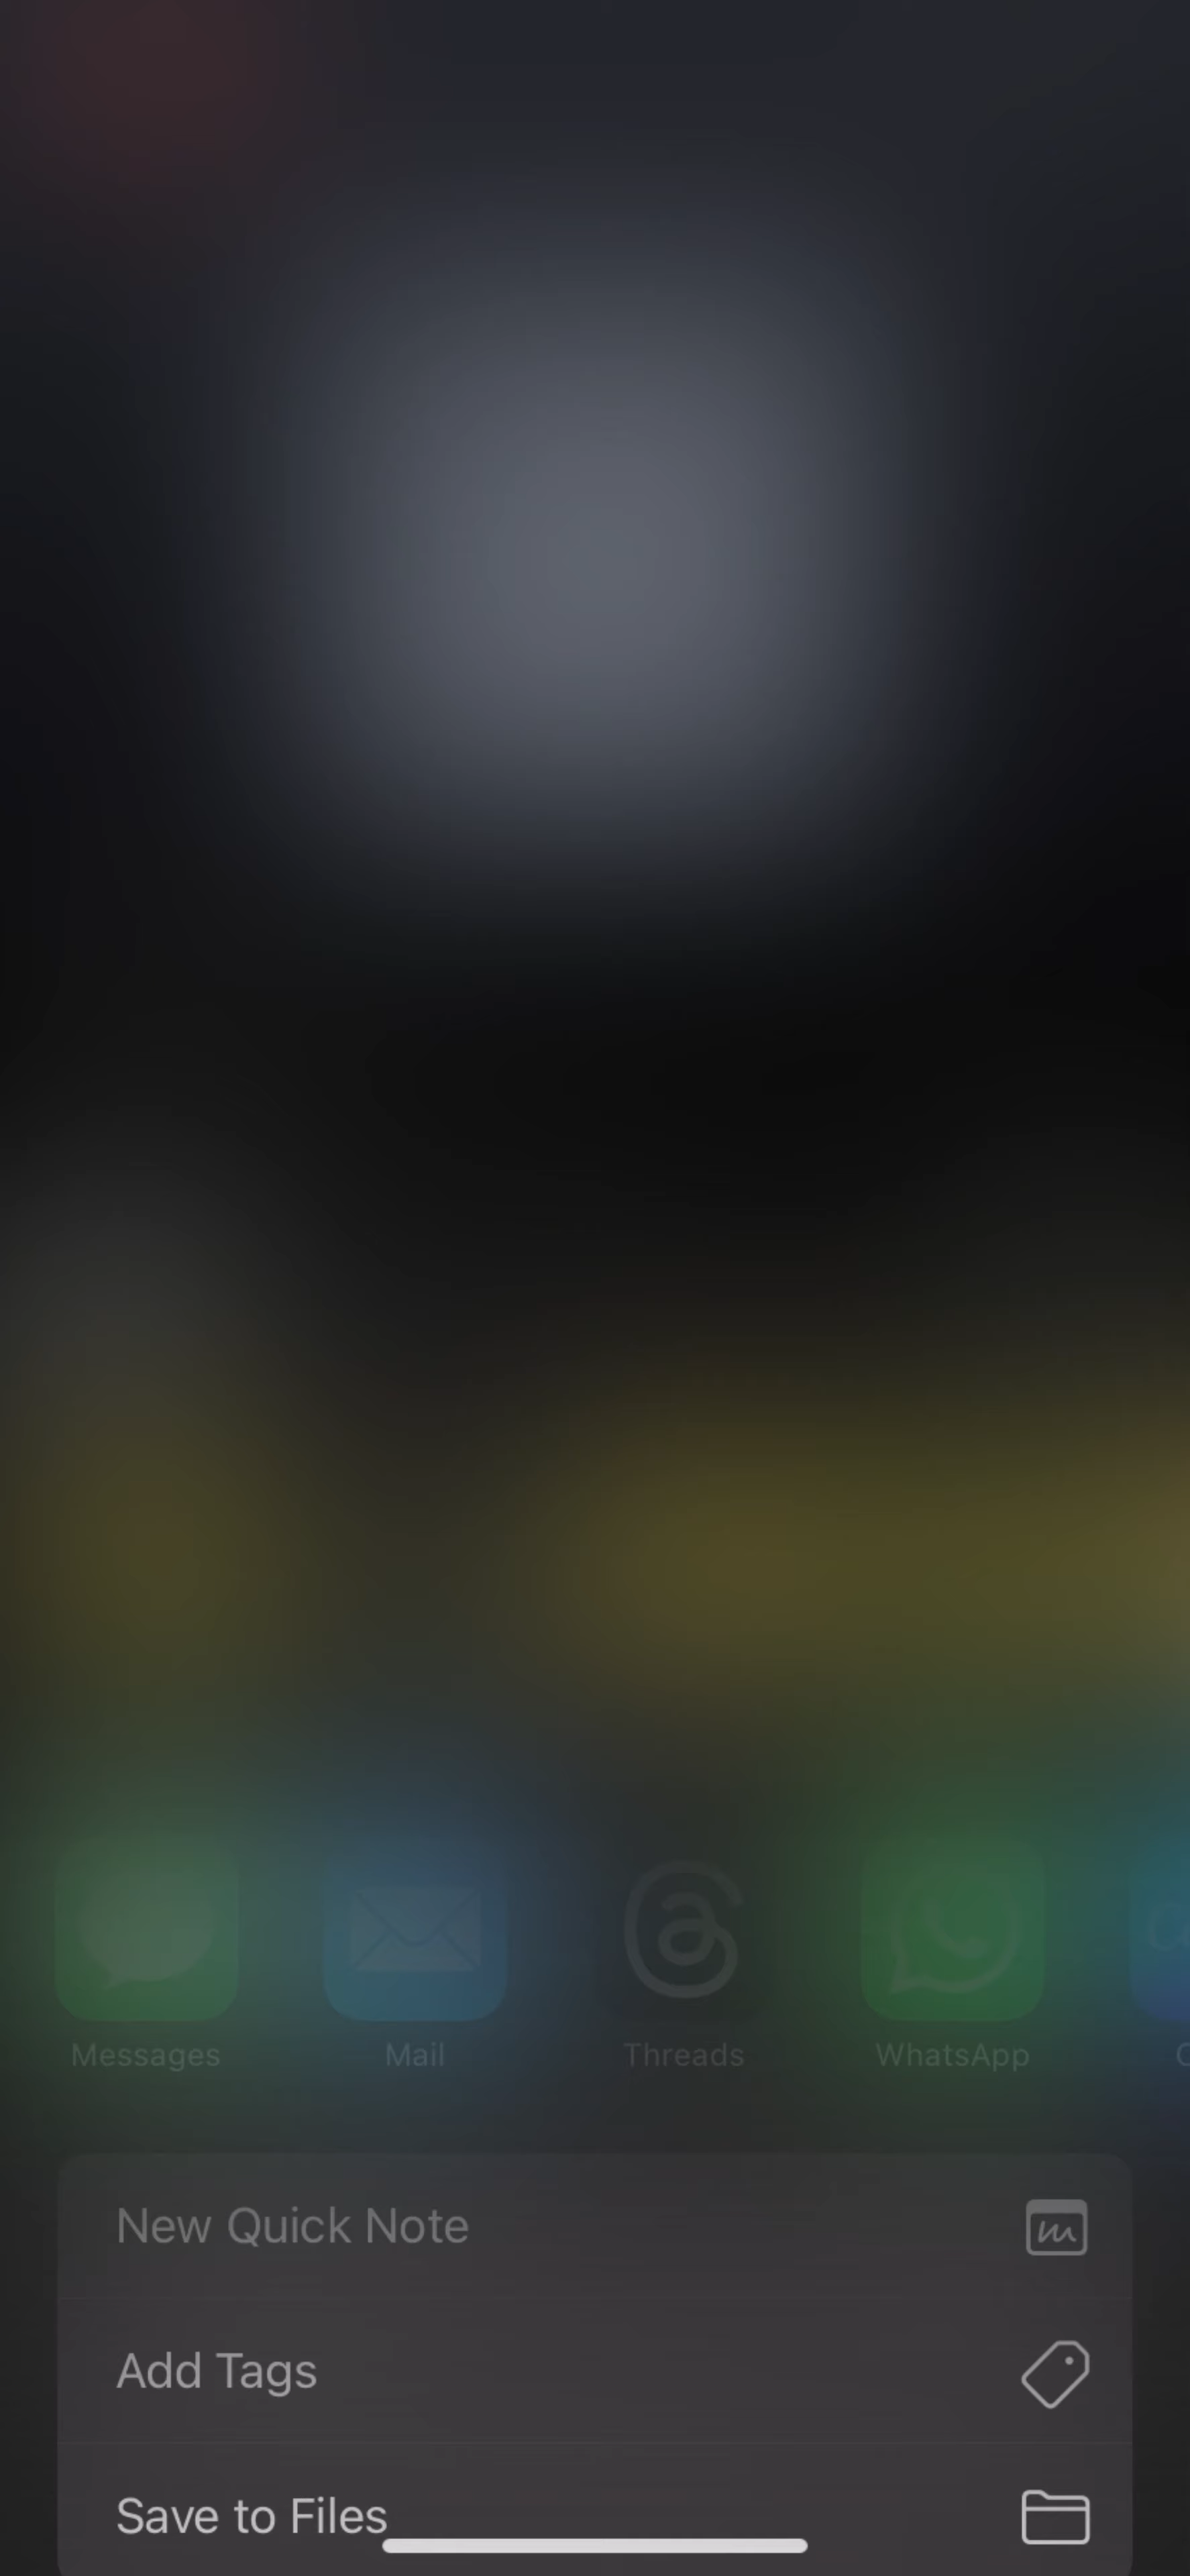 Messages
Mail
Threads
WhatsApp
New Quick Note
Add Tags
Save to Files